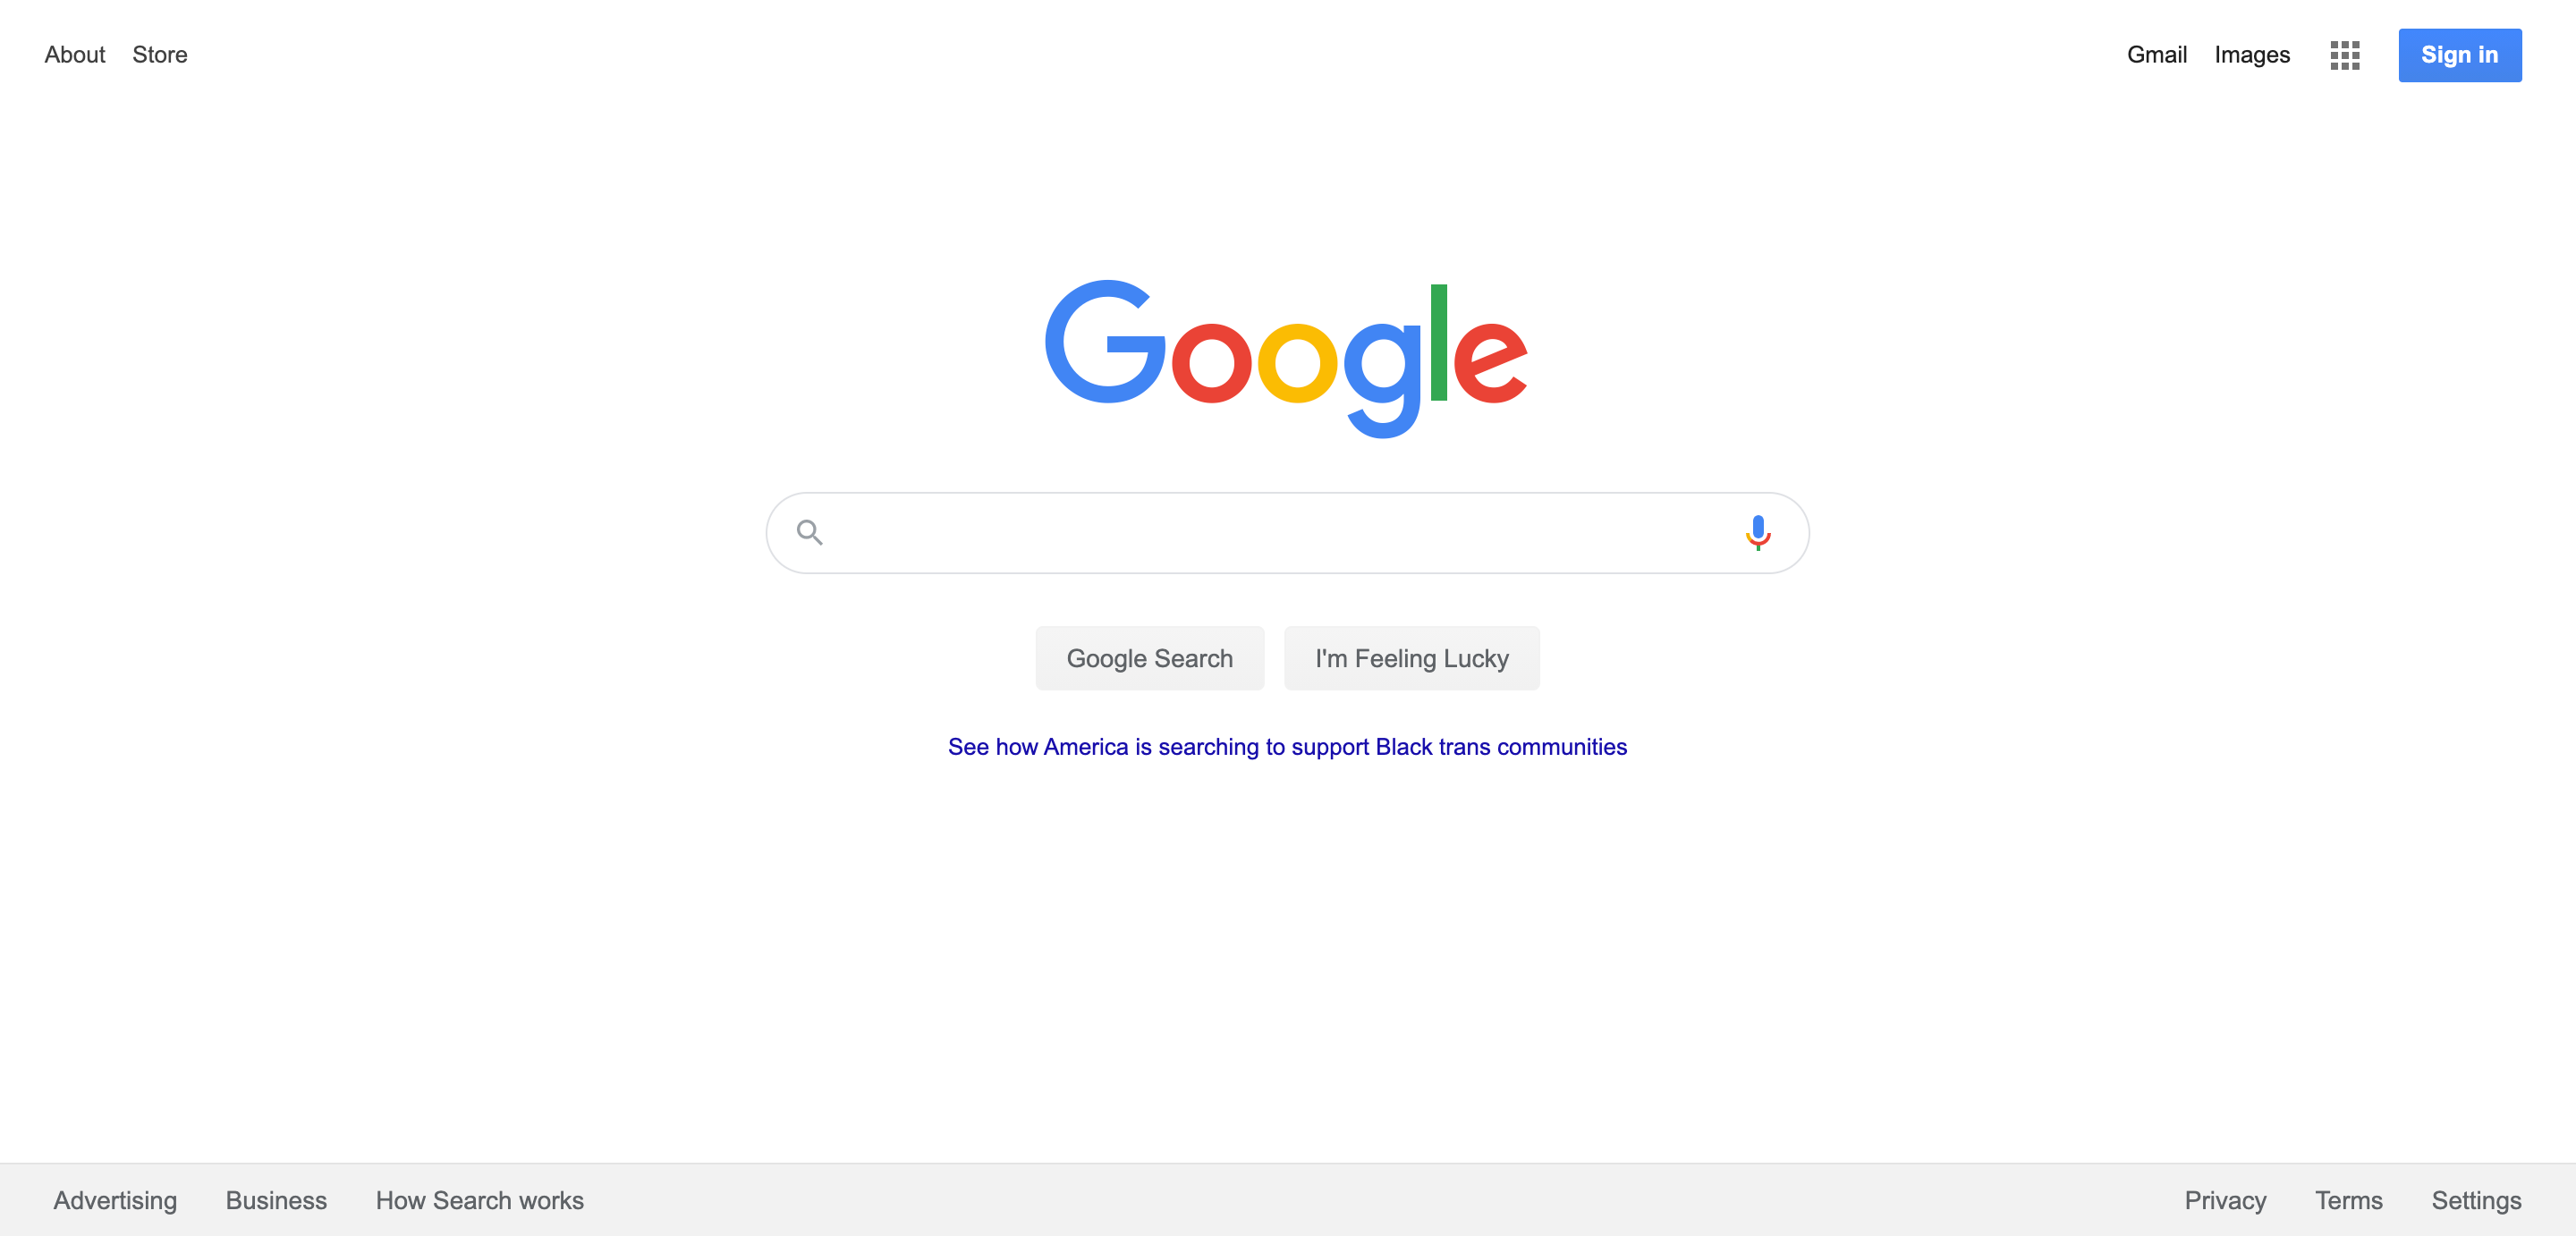 About Store Gmail Images Sign in
Google
Google Search I'm Feeling Lucky
See how America is searching to support Black trans communities
Advertising Business How Search works Privacy Terms Settings